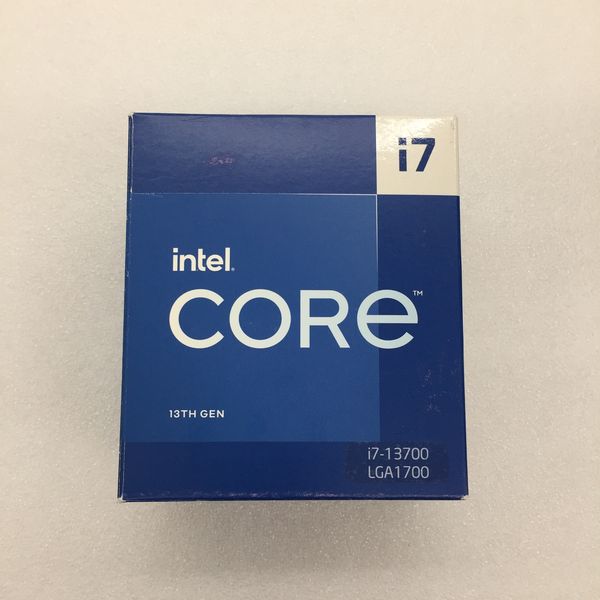 i7
intel.
CORE™
13TH GEN
i7-13700
LGA1700